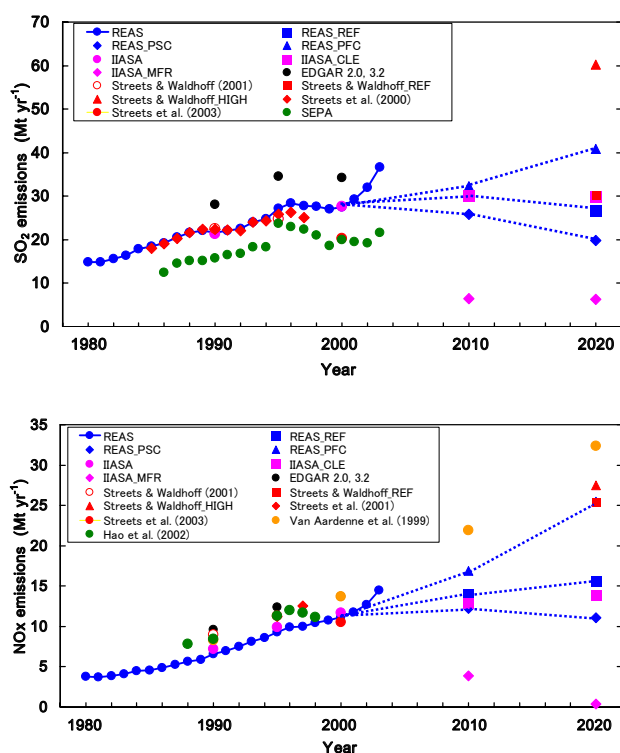 SO2 emissions (Mt yr-1)
70
60
50
40
30
20
10
0
REAS
REAS_REF
REAS_PSC
REAS_PFC
IIASA
IIASA_CLE
IIASA_MFR
EDGAR 2.0, 3.2
Streets & Waldhoff (2001)
Streets & Waldhoff_REF
Streets & Waldhoff_HIGH
Streets et al. (2000)
Streets et al. (2003)
SEPA
1980
1990
2000
2010
2020
Year
NOx emissions (Mt yr-1)
35
30
25
20
15
10
5
0
REAS
REAS_REF
REAS_PSC
REAS_PFC
IIASA
IIASA_CLE
IIASA_MFR
EDGAR 2.0, 3.2
Streets & Waldhoff (2001)
Streets & Waldhoff_REF
Streets & Waldhoff_HIGH
Streets et al. (2001)
Streets et al. (2003)
Van Aardenne et al. (1999)
Hao et al. (2002)
1980
1990
2000
2010
2020
Year